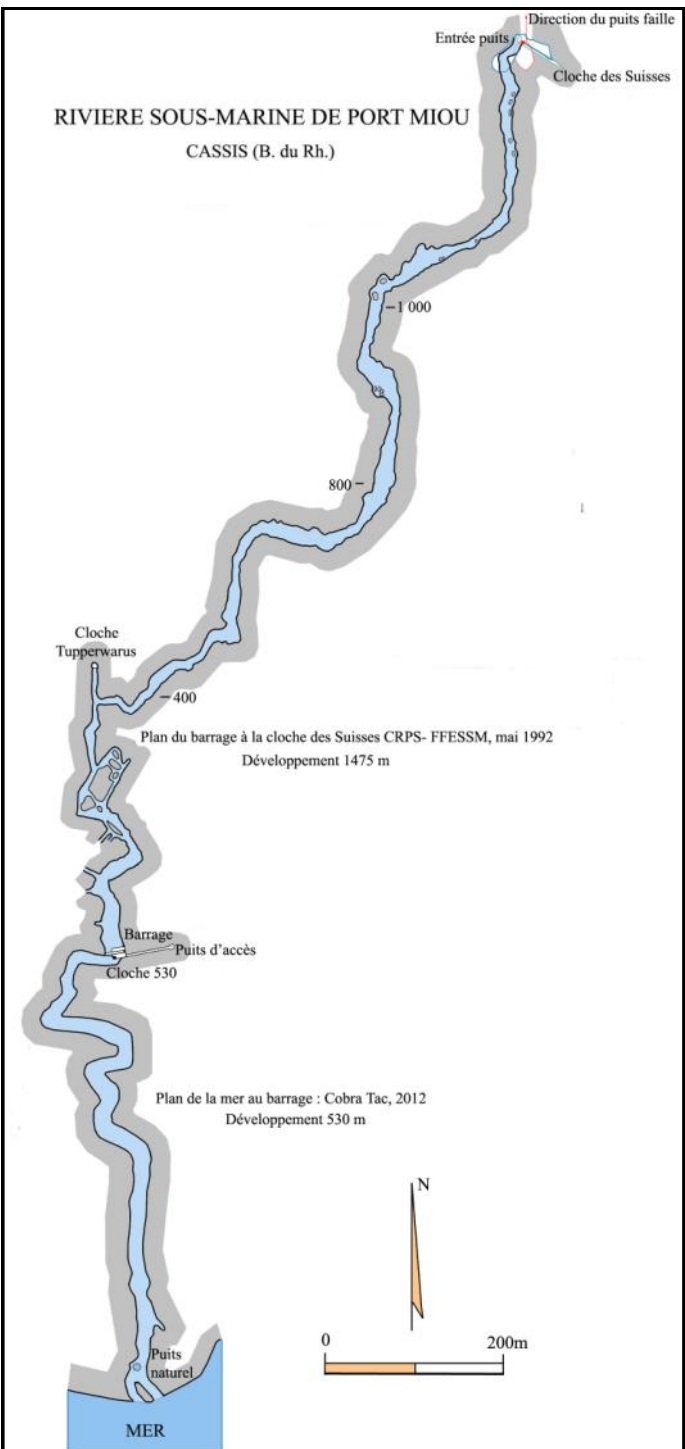 Direction du puits faille
Entrée puits
Cloche des Suisses
RIVIERE SOUS-MARINE DE PORT MIOU
CASSIS (B. du Rh.)
1 000
800
Cloche
Tupperwarus
400
Plan du barrage à la cloche des Suisses CRPS- FFESSM, mai 1992
Développement 1475 m
Barrage
Puits d'accès
Cloche 530
Plan de la mer au barrage : Cobra Tac, 2012
Développement 530 m
N
0 200m
Puits
naturel
MER